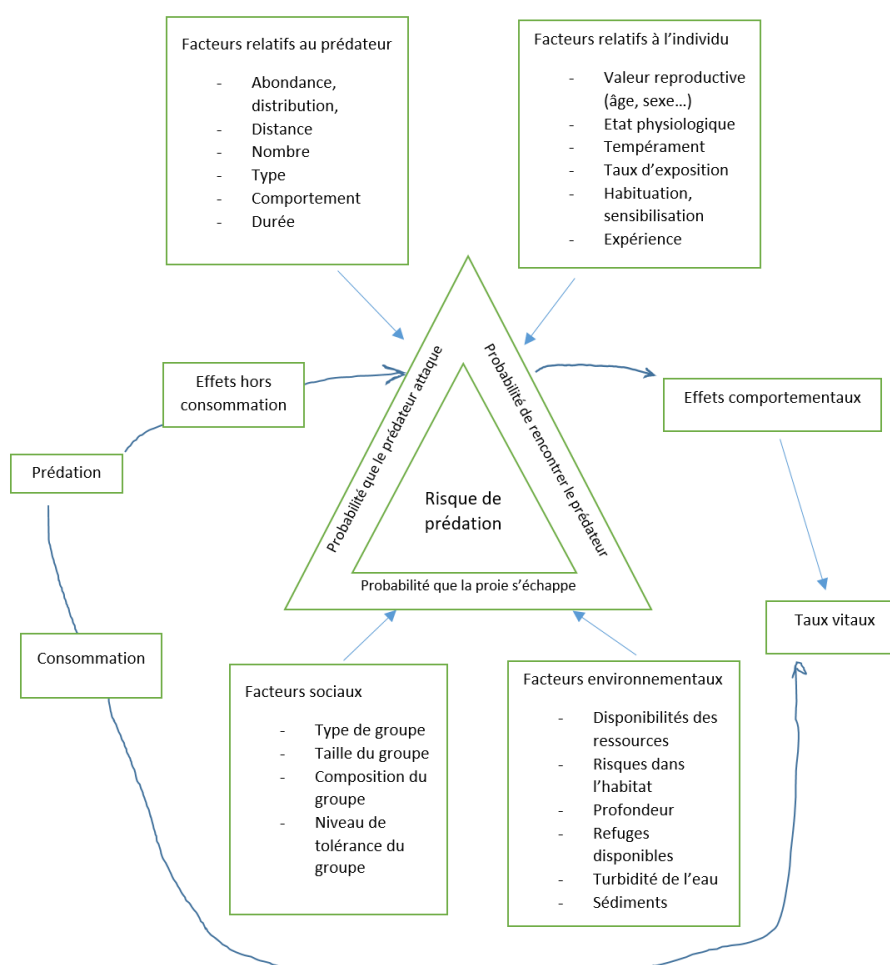 Facteurs relatifs au prédateur
- Abondance,
distribution,
- Distance
- Nombre
- Type
- Comportement
- Durée
Facteurs relatifs à l’individu
- Valeur reproductive
(âge, sexe…)
- Etat physiologique
- Tempérament
- Taux d’exposition
- Habituation,
sensibilisation
- Expérience
Effets hors
consommation
Probabilité que le prédateur attaque
Probabilité de rencontrer le prédateur
Effets comportementaux
Prédation
Risque de
prédation
Probabilité que la proie s’échappe
Taux vitaux
Consommation
Facteurs sociaux
- Type de groupe
- Taille du groupe
- Composition du
groupe
- Niveau de
tolérance du
groupe
Facteurs environnementaux
- Disponibilités des
ressources
- Risques dans
l’habitat
- Profondeur
- Refuges
disponibles
- Turbidité de l’eau
- Sédiments